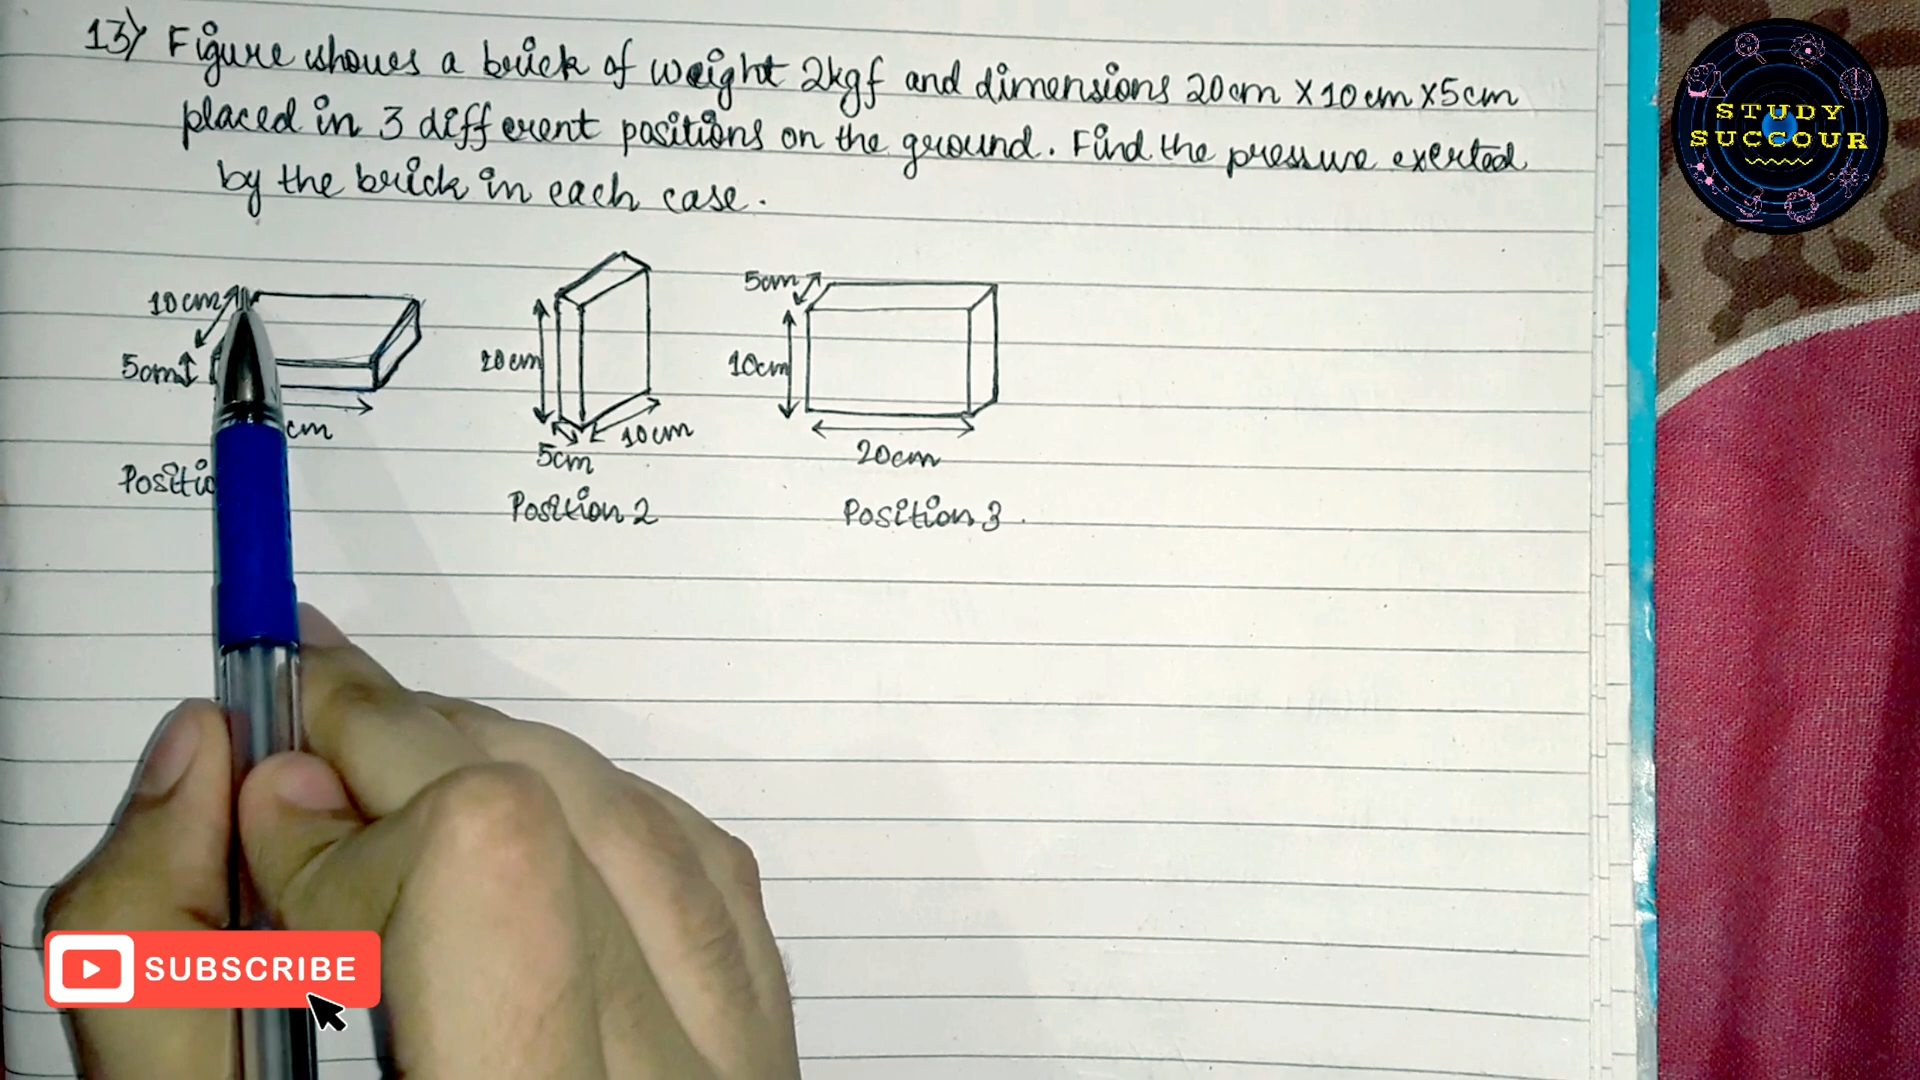 13) Figure shows a brick of weight 2kgf and dimensions 20cm x 10cm x 5cm
placed in 3 different positions on the ground. Find the pressure exerted
by the brick in each case.
10cm
5cm
cm
20cm
5cm
10cm
5cm
10cm
20cm
Position 2
Position 3.
STUDY
SUCCOUR
SUBSCRIBE